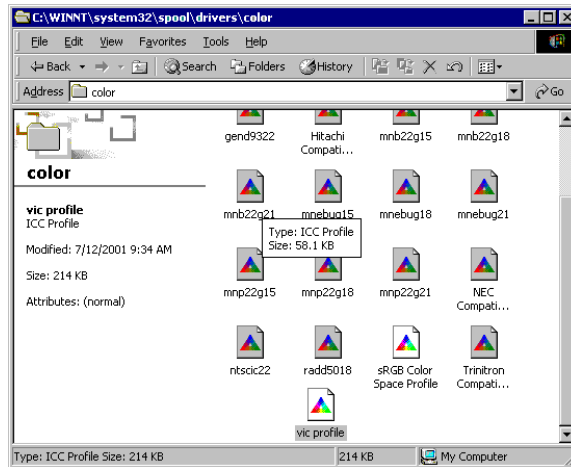 C:\WINNT\system32\spool\drivers\color
File Edit View Favorites Tools Help
Back Search Folders History
Address color Go
gend9322 Hitachi Compati... mnb22g15 mnb22g18
color
vic profile
ICC Profile
Modified: 7/12/2001 9:34 AM
Size: 214 KB
Attributes: (normal)
mnb22g21 mnebug15 mnebug18 mnebug21
Type: ICC Profile
Size: 58.1 KB
mnp22g15 mnp22g18 mnp22g21 NEC Compati...
ntscic22 radd5018 sRGB Color Space Profile Trinitron Compati...
vic profile
Type: ICC Profile Size: 214 KB 214 KB My Computer